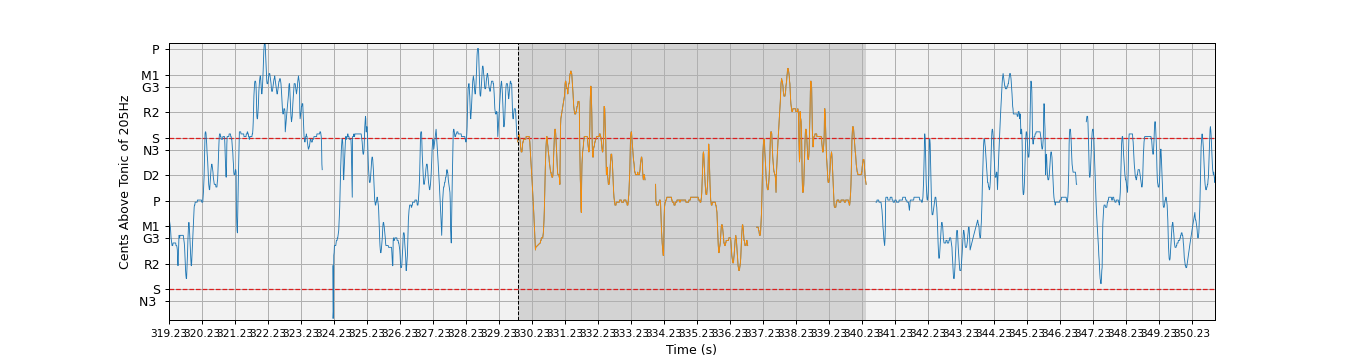 Cents Above Tonic of 205Hz
P
M1
G3
R2
S
N3
D2
P
M1
G3
R2
S
N3
319.23 320.23 321.23 322.23 323.23 324.23 325.23 326.23 327.23 328.23 329.23 330.23 331.23 332.23 333.23 334.23 335.23 336.23 337.23 338.23 339.23 340.23 341.23 342.23 343.23 344.23 345.23 346.23 347.23 348.23 349.23 350.23
Time (s)